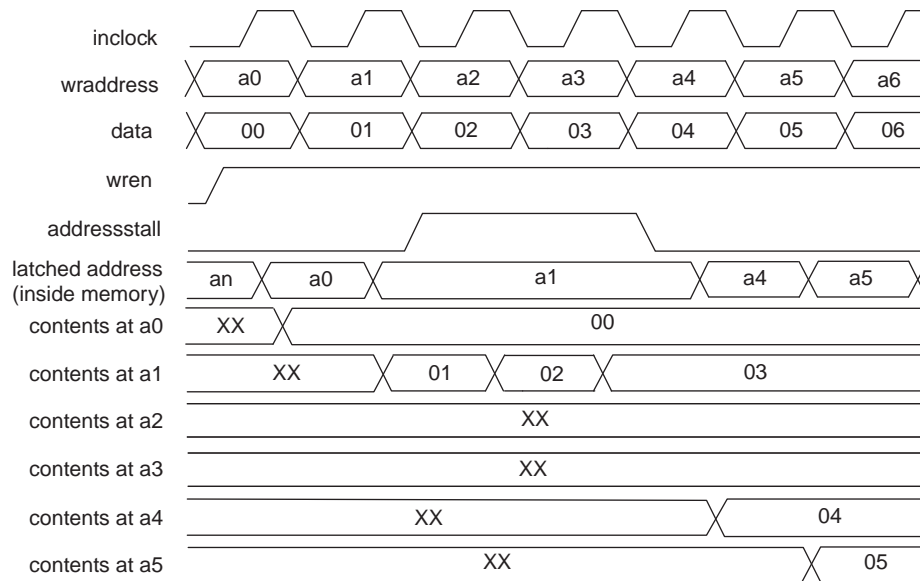 inclock
wraddress a0 a1 a2 a3 a4 a5 a6
data 00 01 02 03 04 05 06
wren
addressstall
latched address
(inside memory) an a0 a1 a4 a5
contents at a0 XX 00
contents at a1 XX 01 02 03
contents at a2 XX
contents at a3 XX
contents at a4 XX 04
contents at a5 XX 05